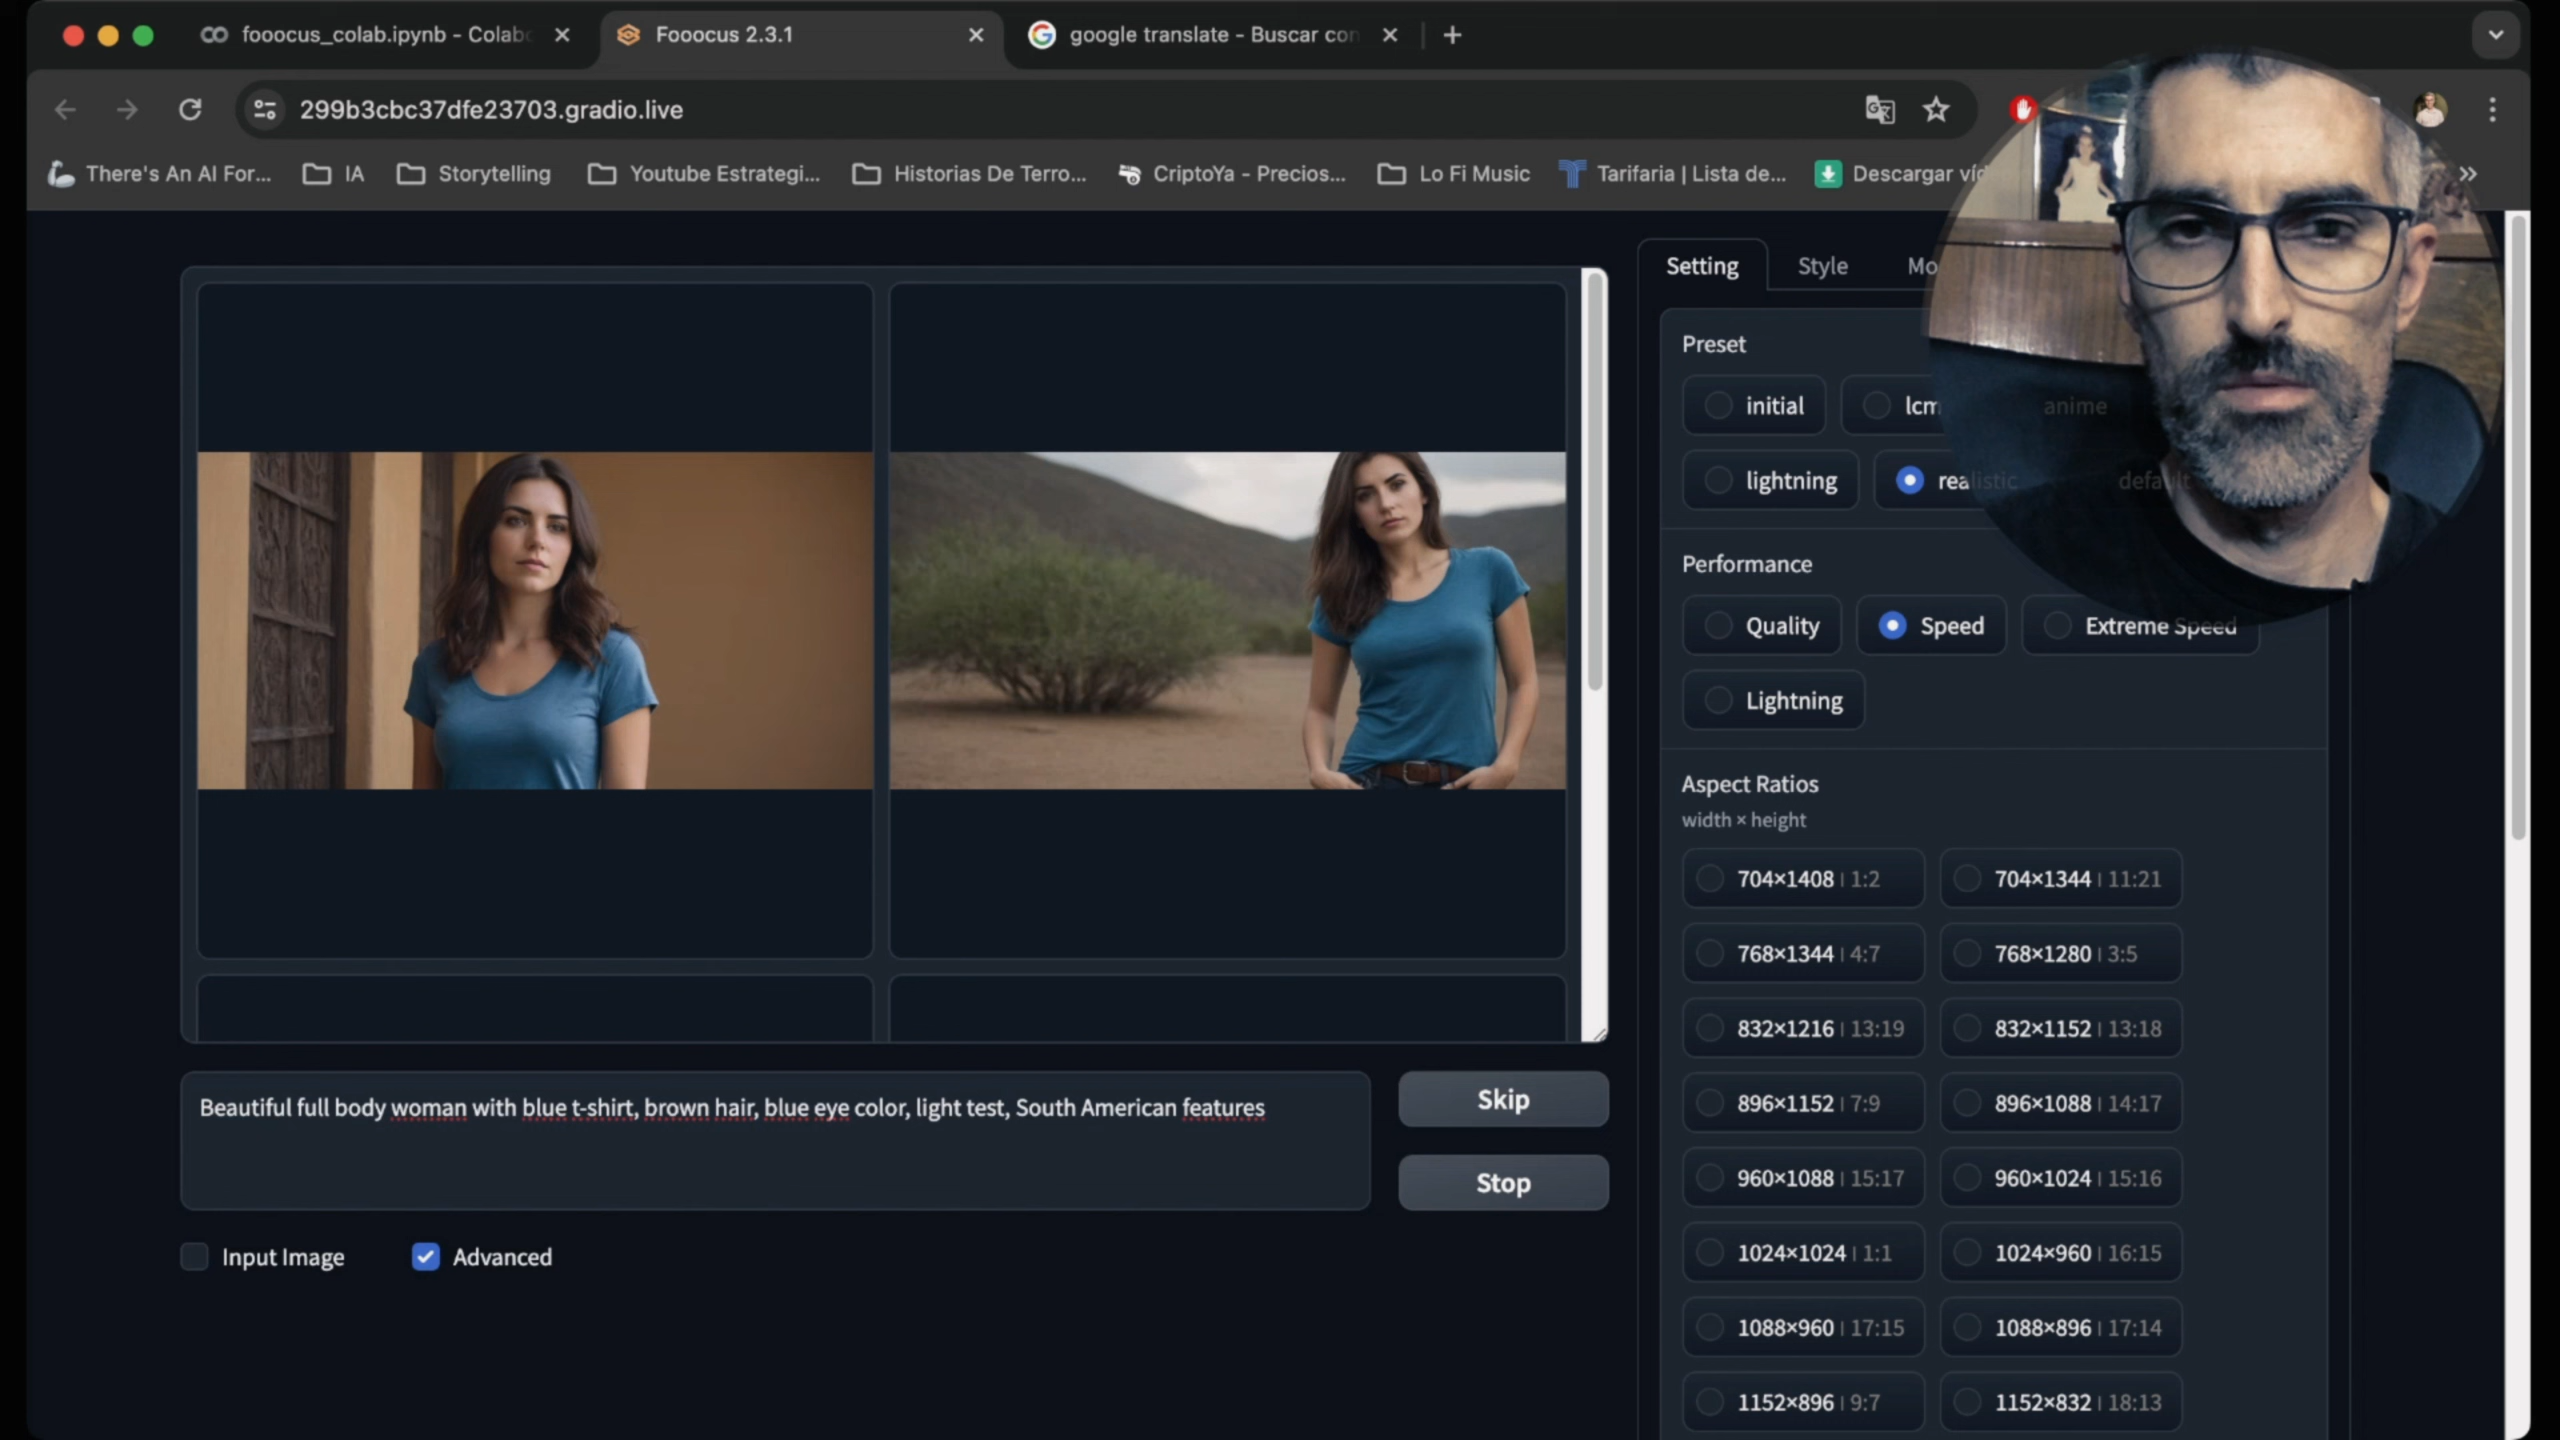 fooocus_colab.ipynb - Colabo
Fooocus 2.3.1
google translate - Buscar con
299b3cbc37dfe23703.gradio.live
There's An AI For...
IA
Storytelling
Youtube Estrategi...
Historias De Terro...
CriptoYa - Precios...
Lo Fi Music
Tarifaria | Lista de...
Descargar víd
Setting
Style
Mo
Preset
initial
lcm
anime
lightning
realistic
default
Performance
Quality
Speed
Extreme Speed
Lightning
Aspect Ratios
width × height
704×1408 | 1:2
704×1344 | 11:21
768×1344 | 4:7
768×1280 | 3:5
832×1216 | 13:19
832×1152 | 13:18
896×1152 | 7:9
896×1088 | 14:17
960×1088 | 15:17
960×1024 | 15:16
1024×1024 | 1:1
1024×960 | 16:15
1088×960 | 17:15
1088×896 | 17:14
1152×896 | 9:7
1152×832 | 18:13
Beautiful full body woman with blue t-shirt, brown hair, blue eye color, light test, South American features
Skip
Stop
Input Image
Advanced